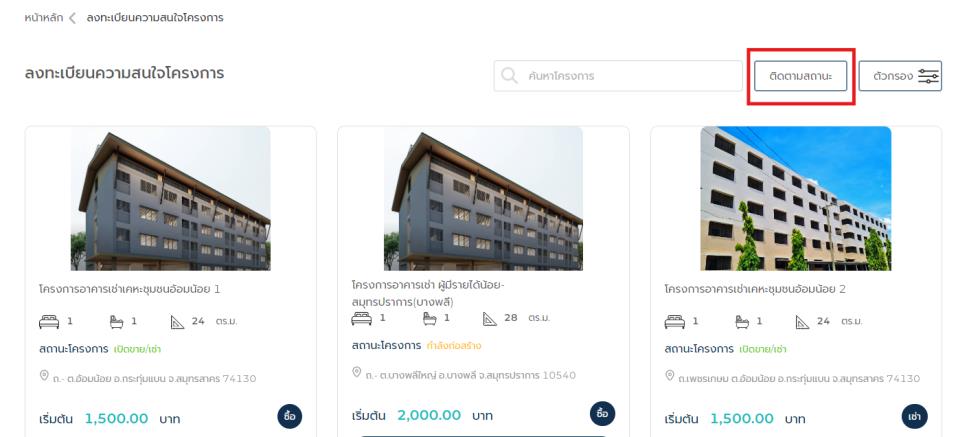 หน้าหลัก < ลงทะเบียนความสนใจโครงการ
ลงทะเบียนความสนใจโครงการ
ค้นหาโครงการ
ติดตามสถานะ
ตัวกรอง
โครงการอาคารเช่าเคหะชุมชนอ้อมน้อย 1
1 1 24 ตร.ม.
สถานะโครงการ เปิดขาย/เช่า
ถ.- ต.อ้อมน้อย อ.กระทุ่มแบน จ.สมุทรสาคร 74130
เริ่มต้น 1,500.00 บาท
ซื้อ
โครงการอาคารเช่า ผู้มีรายได้น้อย-
สมุทรปราการ(บางพลี)
1 1 28 ตร.ม.
สถานะโครงการ กำลังก่อสร้าง
ถ.- ต.บางพลีใหญ่ อ.บางพลี จ.สมุทรปราการ 10540
เริ่มต้น 2,000.00 บาท
ซื้อ
โครงการอาคารเช่าเคหะชุมชนอ้อมน้อย 2
1 1 24 ตร.ม.
สถานะโครงการ เปิดขาย/เช่า
ถ.เพชรเกษม ต.อ้อมน้อย อ.กระทุ่มแบน จ.สมุทรสาคร 74130
เริ่มต้น 1,500.00 บาท
เช่า